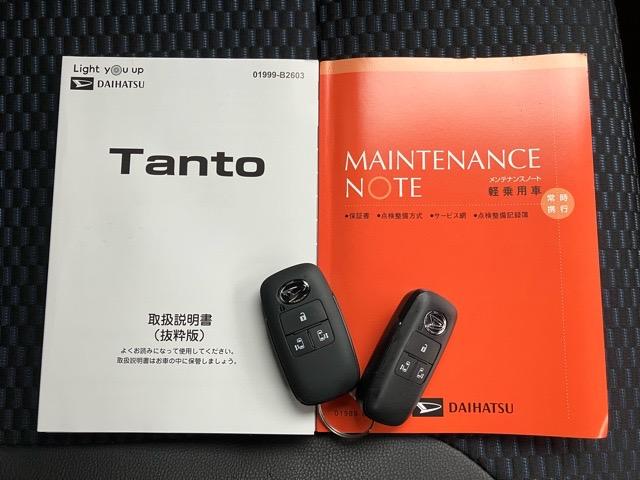 Light you up
DAIHATSU
01999-B2603
Tanto
取扱説明書
（抜粋版）
よくお読みになって使用してください。
取扱説明書はお車の中に保管しましょう。
MAINTENANCE
NOTE
メンテナンスノート
軽乗用車
常時
携行
●保証書 ●点検整備方式 ●サービス網 ●点検整備記録簿
DAIHATSU